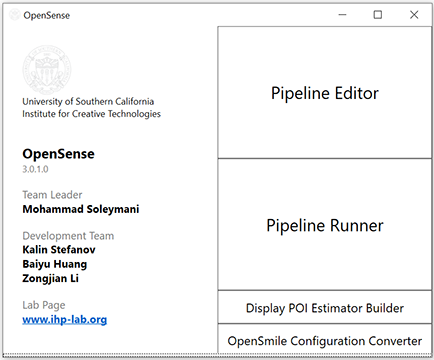 OpenSense
University of Southern California
Institute for Creative Technologies
OpenSense
3.0.1.0
Team Leader
Mohammad Soleymani
Development Team
Kalin Stefanov
Baiyu Huang
Zongjian Li
Lab Page
www.ihp-lab.org
Pipeline Editor
Pipeline Runner
Display POI Estimator Builder
OpenSmile Configuration Converter